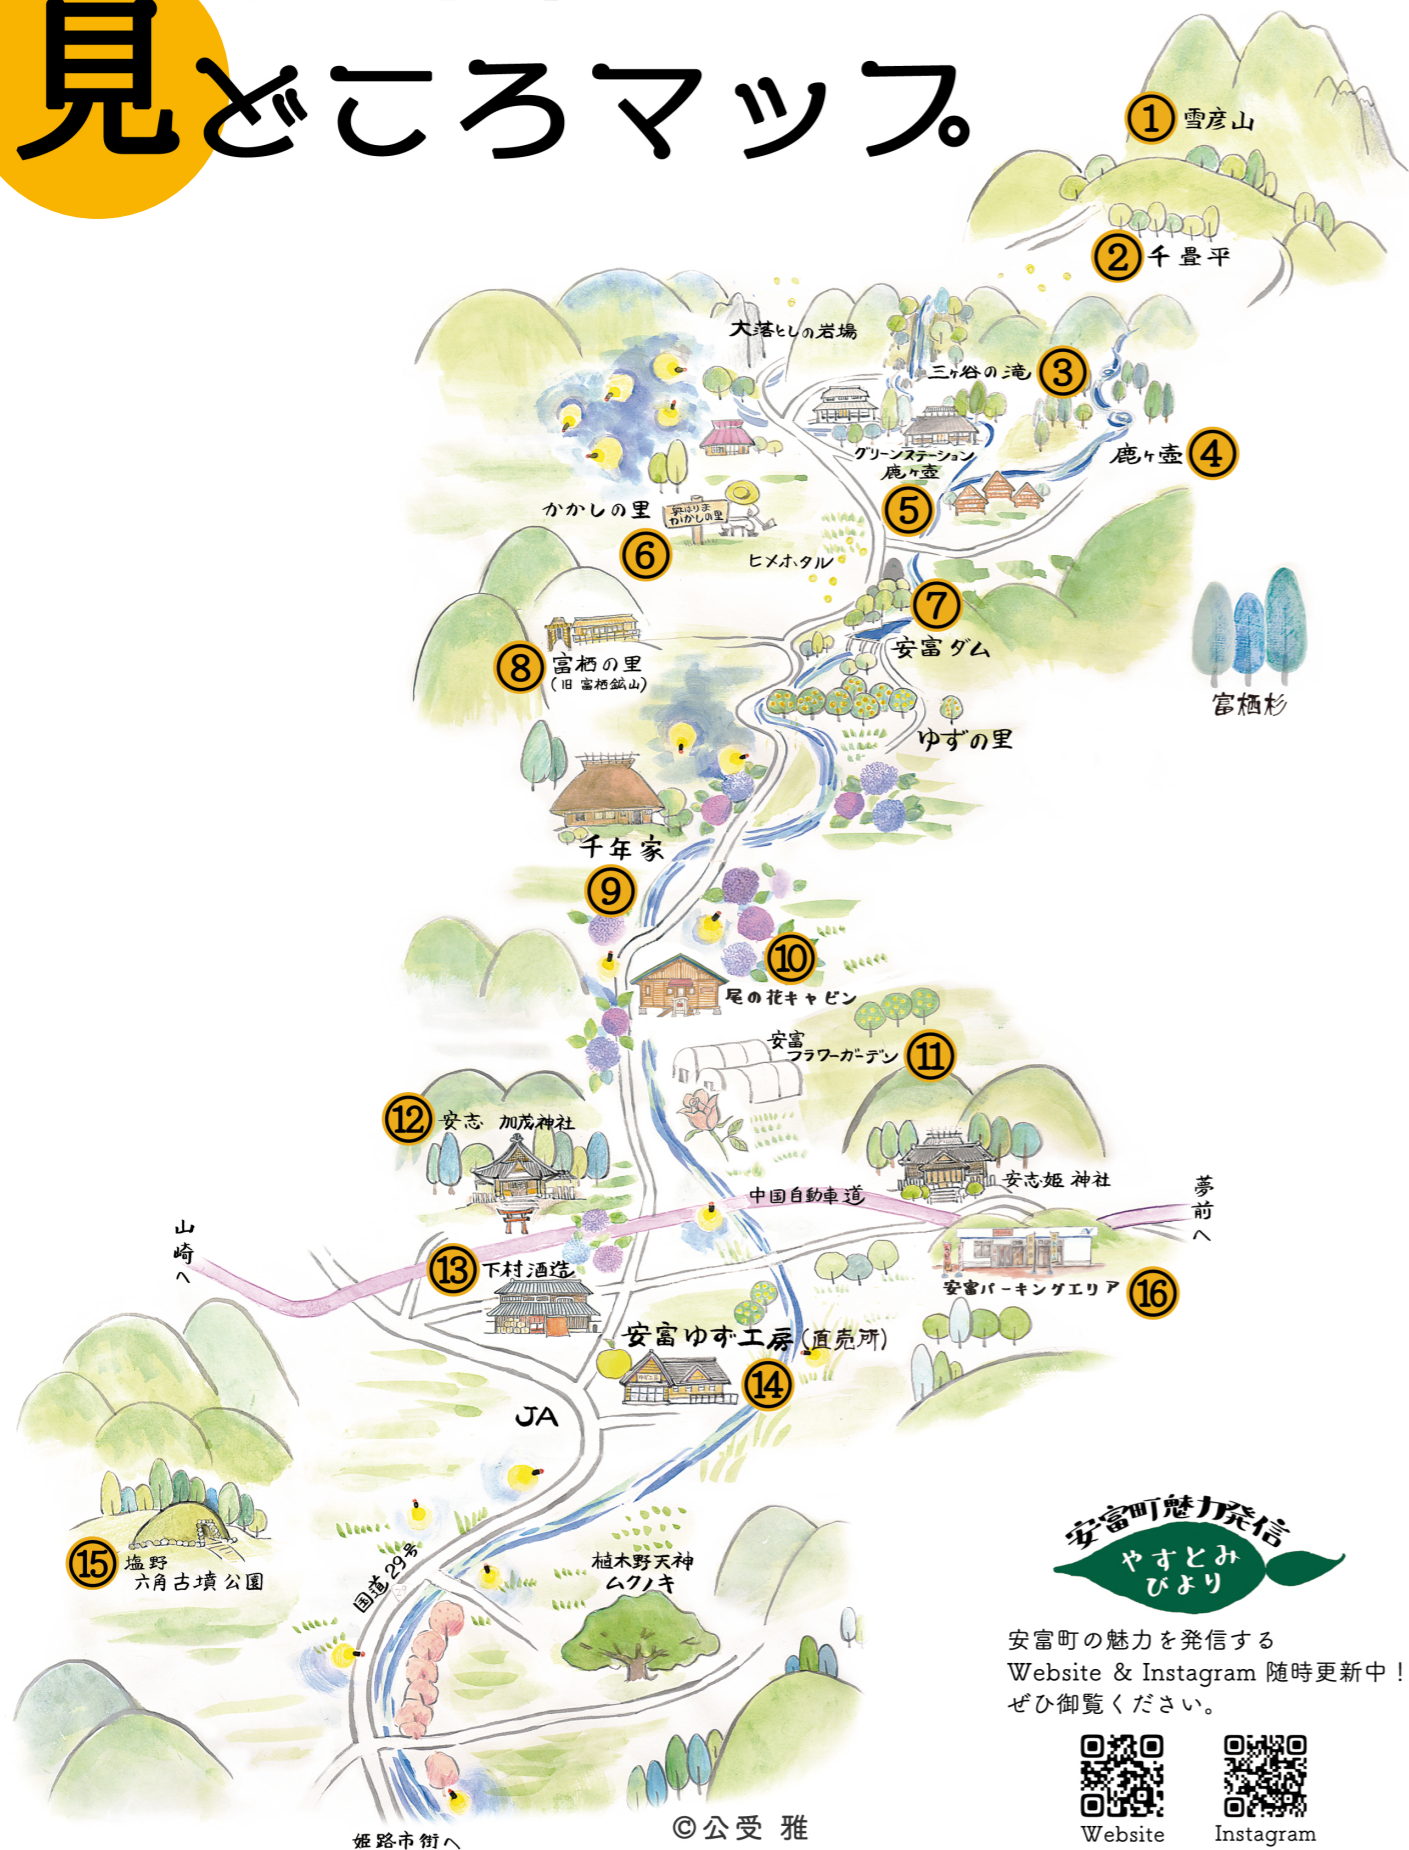 見どころマップ
① 雪彦山
② 千畳平
大落としの岩場
三ヶ谷の滝 ③
グリーンステーション
鹿ヶ壺
⑤
鹿ヶ壺 ④
かかしの里
⑥
奥はりま
かかしの里
ヒメホタル
⑦
安富ダム
⑧ 富栖の里
(旧 富栖鉱山)
富栖杉
ゆずの里
千年家
⑨
⑩
尾の花キャビン
安富
フラワーガーデン ⑪
⑫ 安志 加茂神社
安志姫 神社
中国自動車道
夢前へ
山崎へ
⑬ 下村酒造
安富パーキングエリア ⑯
安富ゆず工房(直売所)
⑭
JA
⑮ 塩野
六角古墳公園
国道29号
植木野天神
ムクノキ
姫路市街へ
©公受 雅
安富町魅力発信
やすとみ
びより
安富町の魅力を発信する
Website & Instagram 随時更新中！
ぜひ御覧ください。
Website
Instagram